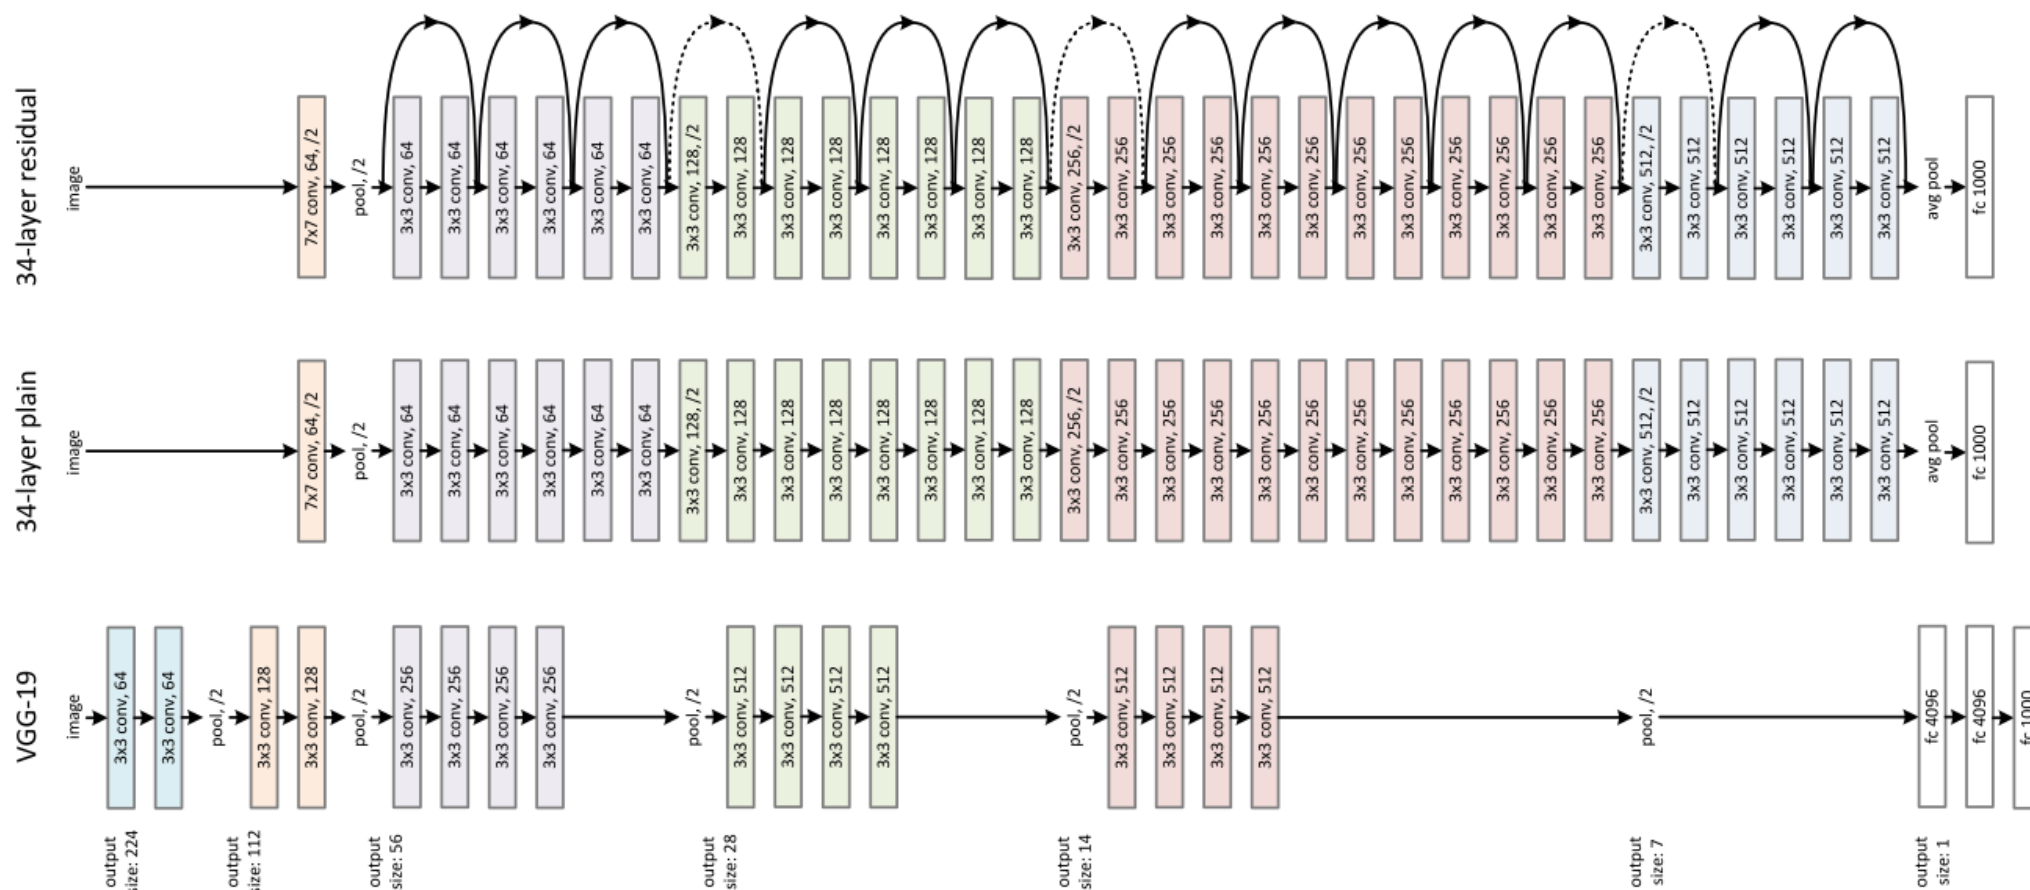 34-layer residual
image
7x7 conv, 64, /2
pool, /2
3x3 conv, 64
3x3 conv, 64
3x3 conv, 64
3x3 conv, 64
3x3 conv, 64
3x3 conv, 64
3x3 conv, 128, /2
3x3 conv, 128
3x3 conv, 128
3x3 conv, 128
3x3 conv, 128
3x3 conv, 128
3x3 conv, 128
3x3 conv, 128
3x3 conv, 256, /2
3x3 conv, 256
3x3 conv, 256
3x3 conv, 256
3x3 conv, 256
3x3 conv, 256
3x3 conv, 256
3x3 conv, 256
3x3 conv, 256
3x3 conv, 256
3x3 conv, 256
3x3 conv, 256
3x3 conv, 512, /2
3x3 conv, 512
3x3 conv, 512
3x3 conv, 512
3x3 conv, 512
3x3 conv, 512
avg pool
fc 1000
34-layer plain
image
7x7 conv, 64, /2
pool, /2
3x3 conv, 64
3x3 conv, 64
3x3 conv, 64
3x3 conv, 64
3x3 conv, 64
3x3 conv, 64
3x3 conv, 128, /2
3x3 conv, 128
3x3 conv, 128
3x3 conv, 128
3x3 conv, 128
3x3 conv, 128
3x3 conv, 128
3x3 conv, 128
3x3 conv, 256, /2
3x3 conv, 256
3x3 conv, 256
3x3 conv, 256
3x3 conv, 256
3x3 conv, 256
3x3 conv, 256
3x3 conv, 256
3x3 conv, 256
3x3 conv, 256
3x3 conv, 256
3x3 conv, 256
3x3 conv, 512, /2
3x3 conv, 512
3x3 conv, 512
3x3 conv, 512
3x3 conv, 512
3x3 conv, 512
avg pool
fc 1000
VGG-19
image
3x3 conv, 64
3x3 conv, 64
pool, /2
3x3 conv, 128
3x3 conv, 128
pool, /2
3x3 conv, 256
3x3 conv, 256
3x3 conv, 256
3x3 conv, 256
pool, /2
3x3 conv, 512
3x3 conv, 512
3x3 conv, 512
3x3 conv, 512
pool, /2
3x3 conv, 512
3x3 conv, 512
3x3 conv, 512
3x3 conv, 512
pool, /2
fc 4096
fc 4096
fc 1000
output
size: 224
output
size: 112
output
size: 56
output
size: 28
output
size: 14
output
size: 7
output
size: 1